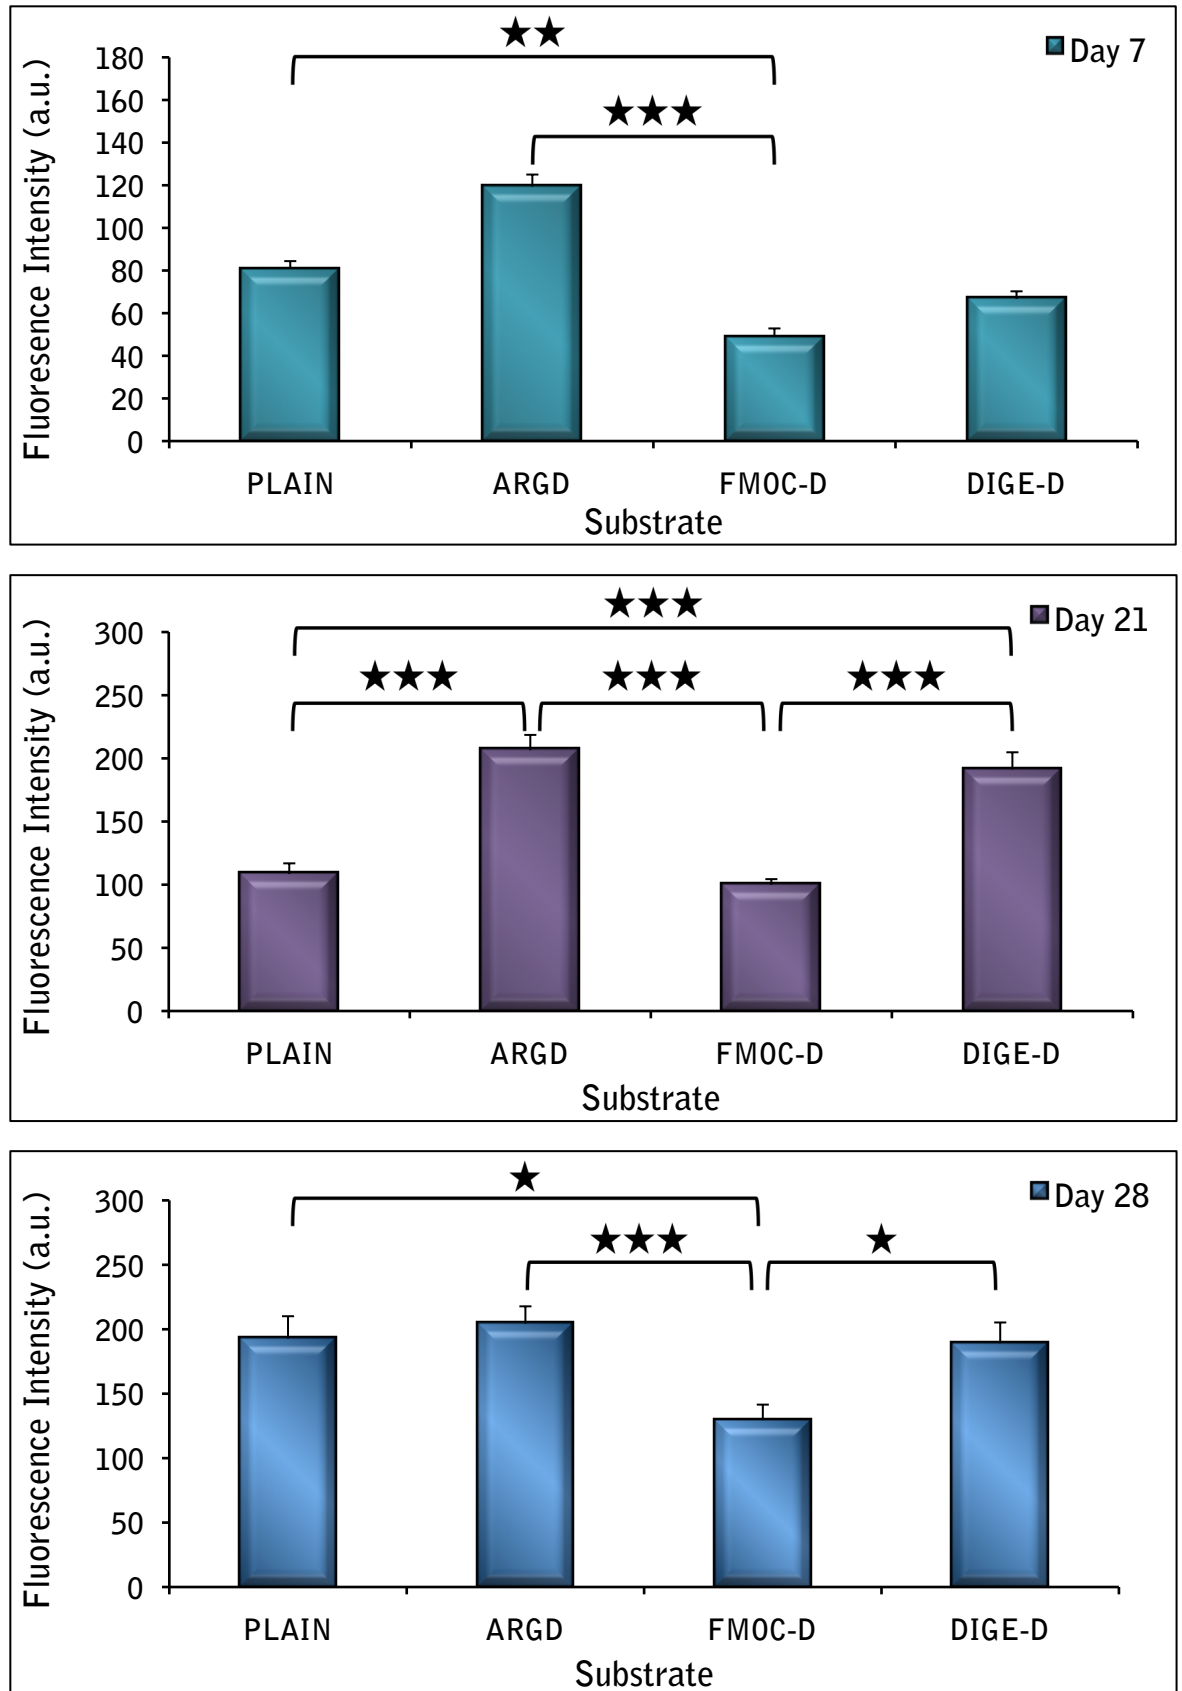 ★★
Day 7
★★★
Fluoresence Intensity (a.u.)
180
160
140
120
100
80
60
40
20
0
PLAIN ARGD FMOC-D DIGE-D
Substrate
★★★
Day 21
★★★ ★★★ ★★★
Fluorescence Intensity (a.u.)
300
250
200
150
100
50
0
PLAIN ARGD FMOC-D DIGE-D
Substrate
★
Day 28
★★★ ★
Fluorescence Intensity (a.u.)
300
250
200
150
100
50
0
PLAIN ARGD FMOC-D DIGE-D
Substrate